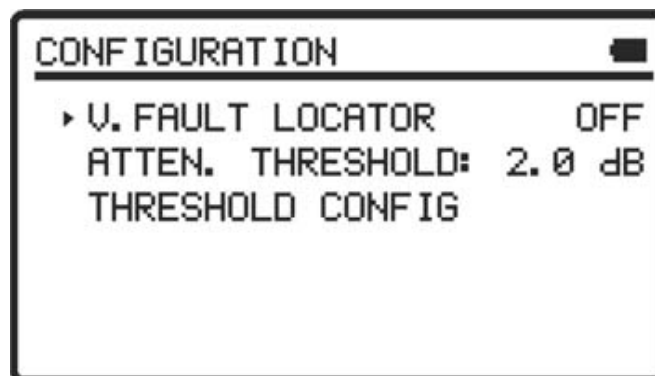 CONFIGURATION
V. FAULT LOCATOR OFF
ATTEN. THRESHOLD: 2.0 dB
THRESHOLD CONFIG